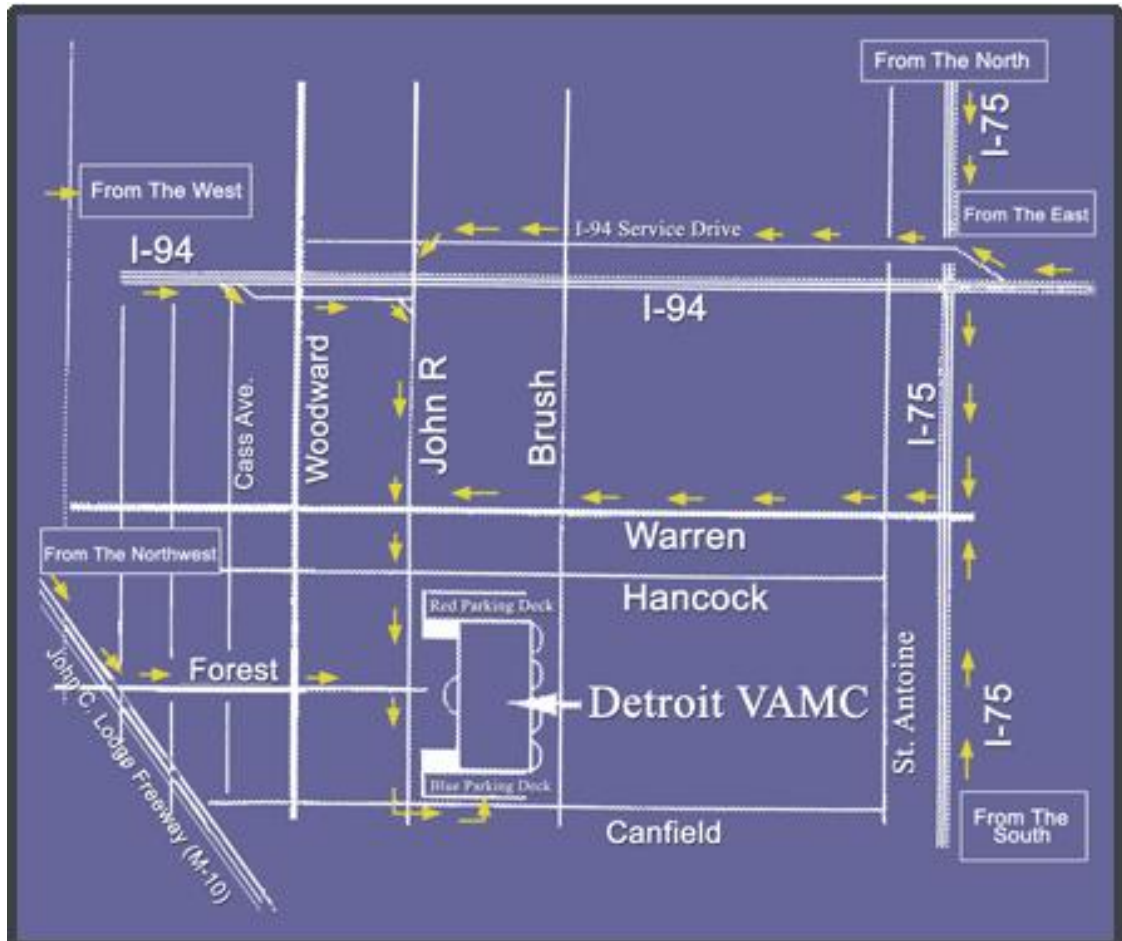 From The North
I-75
From The West
From The East
I-94 Service Drive
I-94
I-94
Cass Ave.
Woodward
John R
Brush
I-75
Warren
From The Northwest
Hancock
Red Parking Deck
Forest
Detroit VAMC
St. Antoine
I-75
John C. Lodge Freeway (M-10)
Blue Parking Deck
Canfield
From The
South